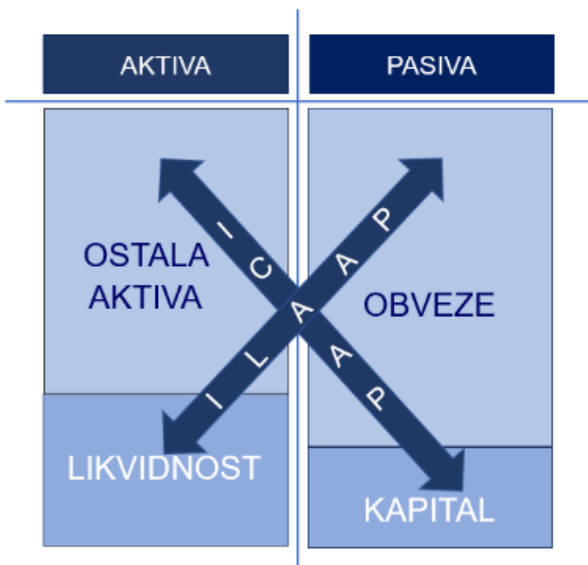 AKTIVA
PASIVA
OSTALA
AKTIVA
OBVEZE
LIKVIDNOST
KAPITAL
ICAAP
ILAAP